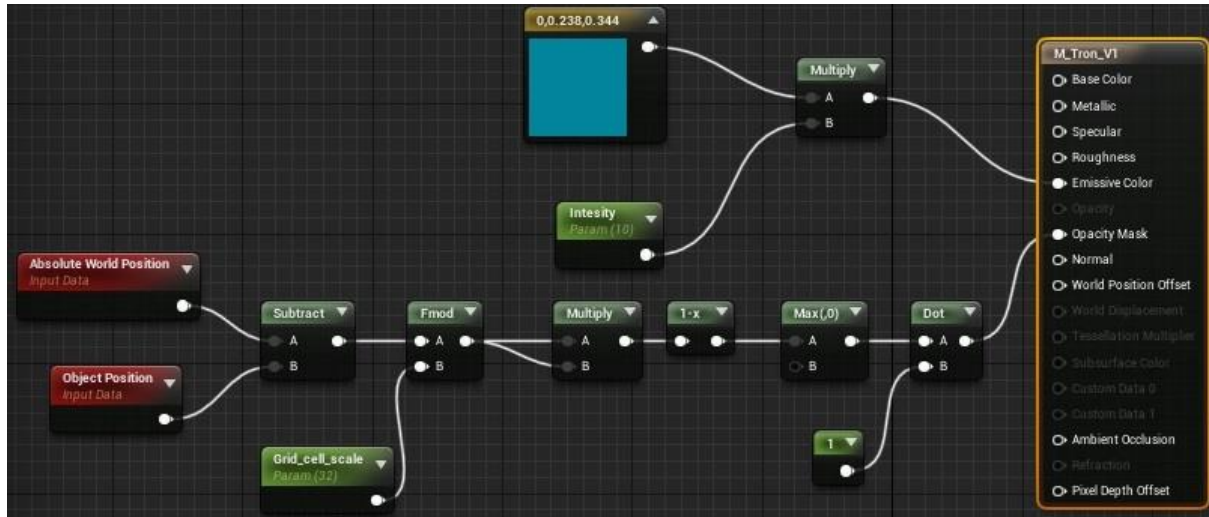 0,0.238,0.344
Multiply
A
B
Intesity
Param (10)
Absolute World Position
Input Data
Object Position
Input Data
Subtract
A
B
Grid_cell_scale
Param (32)
Fmod
A
B
Multiply
A
B
1-x
Max(,0)
A
B
1
Dot
A
B
M_Tron_V1
Base Color
Metallic
Specular
Roughness
Emissive Color
Opacity
Opacity Mask
Normal
World Position Offset
World Displacement
Tessellation Multiplier
Subsurface Color
Custom Data 0
Custom Data 1
Ambient Occlusion
Refraction
Pixel Depth Offset